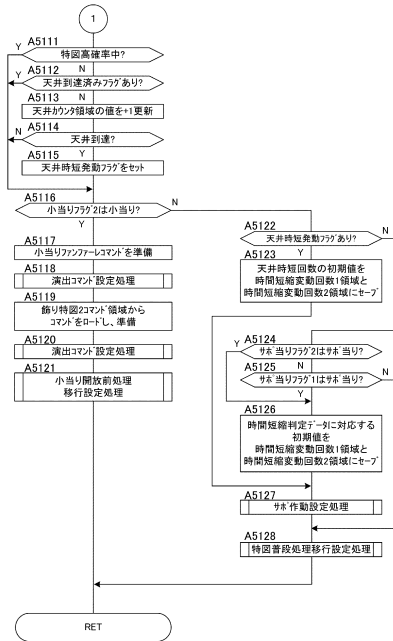 1
A5111
Y
特図高確率中?
A5112
N
Y
天井到達済みフラグあり?
A5113
N
天井カウンタ領域の値を+1更新
A5114
N
天井到達?
A5115
Y
天井時短発動フラグをセット
A5116
小当りフラグ2は小当り?
N
Y
A5117
小当りファンファーレコマンドを準備
A5118
演出コマンド設定処理
A5119
飾り特図2コマンド領域から
コマンドをロードし、準備
A5120
演出コマンド設定処理
A5121
小当り開放前処理
移行設定処理
A5122
天井時短発動フラグあり?
N
A5123
Y
天井時短回数の初期値を
時間短縮変動回数1領域と
時間短縮変動回数2領域にセーブ
A5124
Y
サポ当りフラグ2はサポ当り?
A5125
N
サポ当りフラグ1はサポ当り?
N
Y
A5126
時間短縮判定データに対応する
初期値を
時間短縮変動回数1領域と
時間短縮変動回数2領域にセーブ
A5127
サポ作動設定処理
A5128
特図普段処理移行設定処理
RET